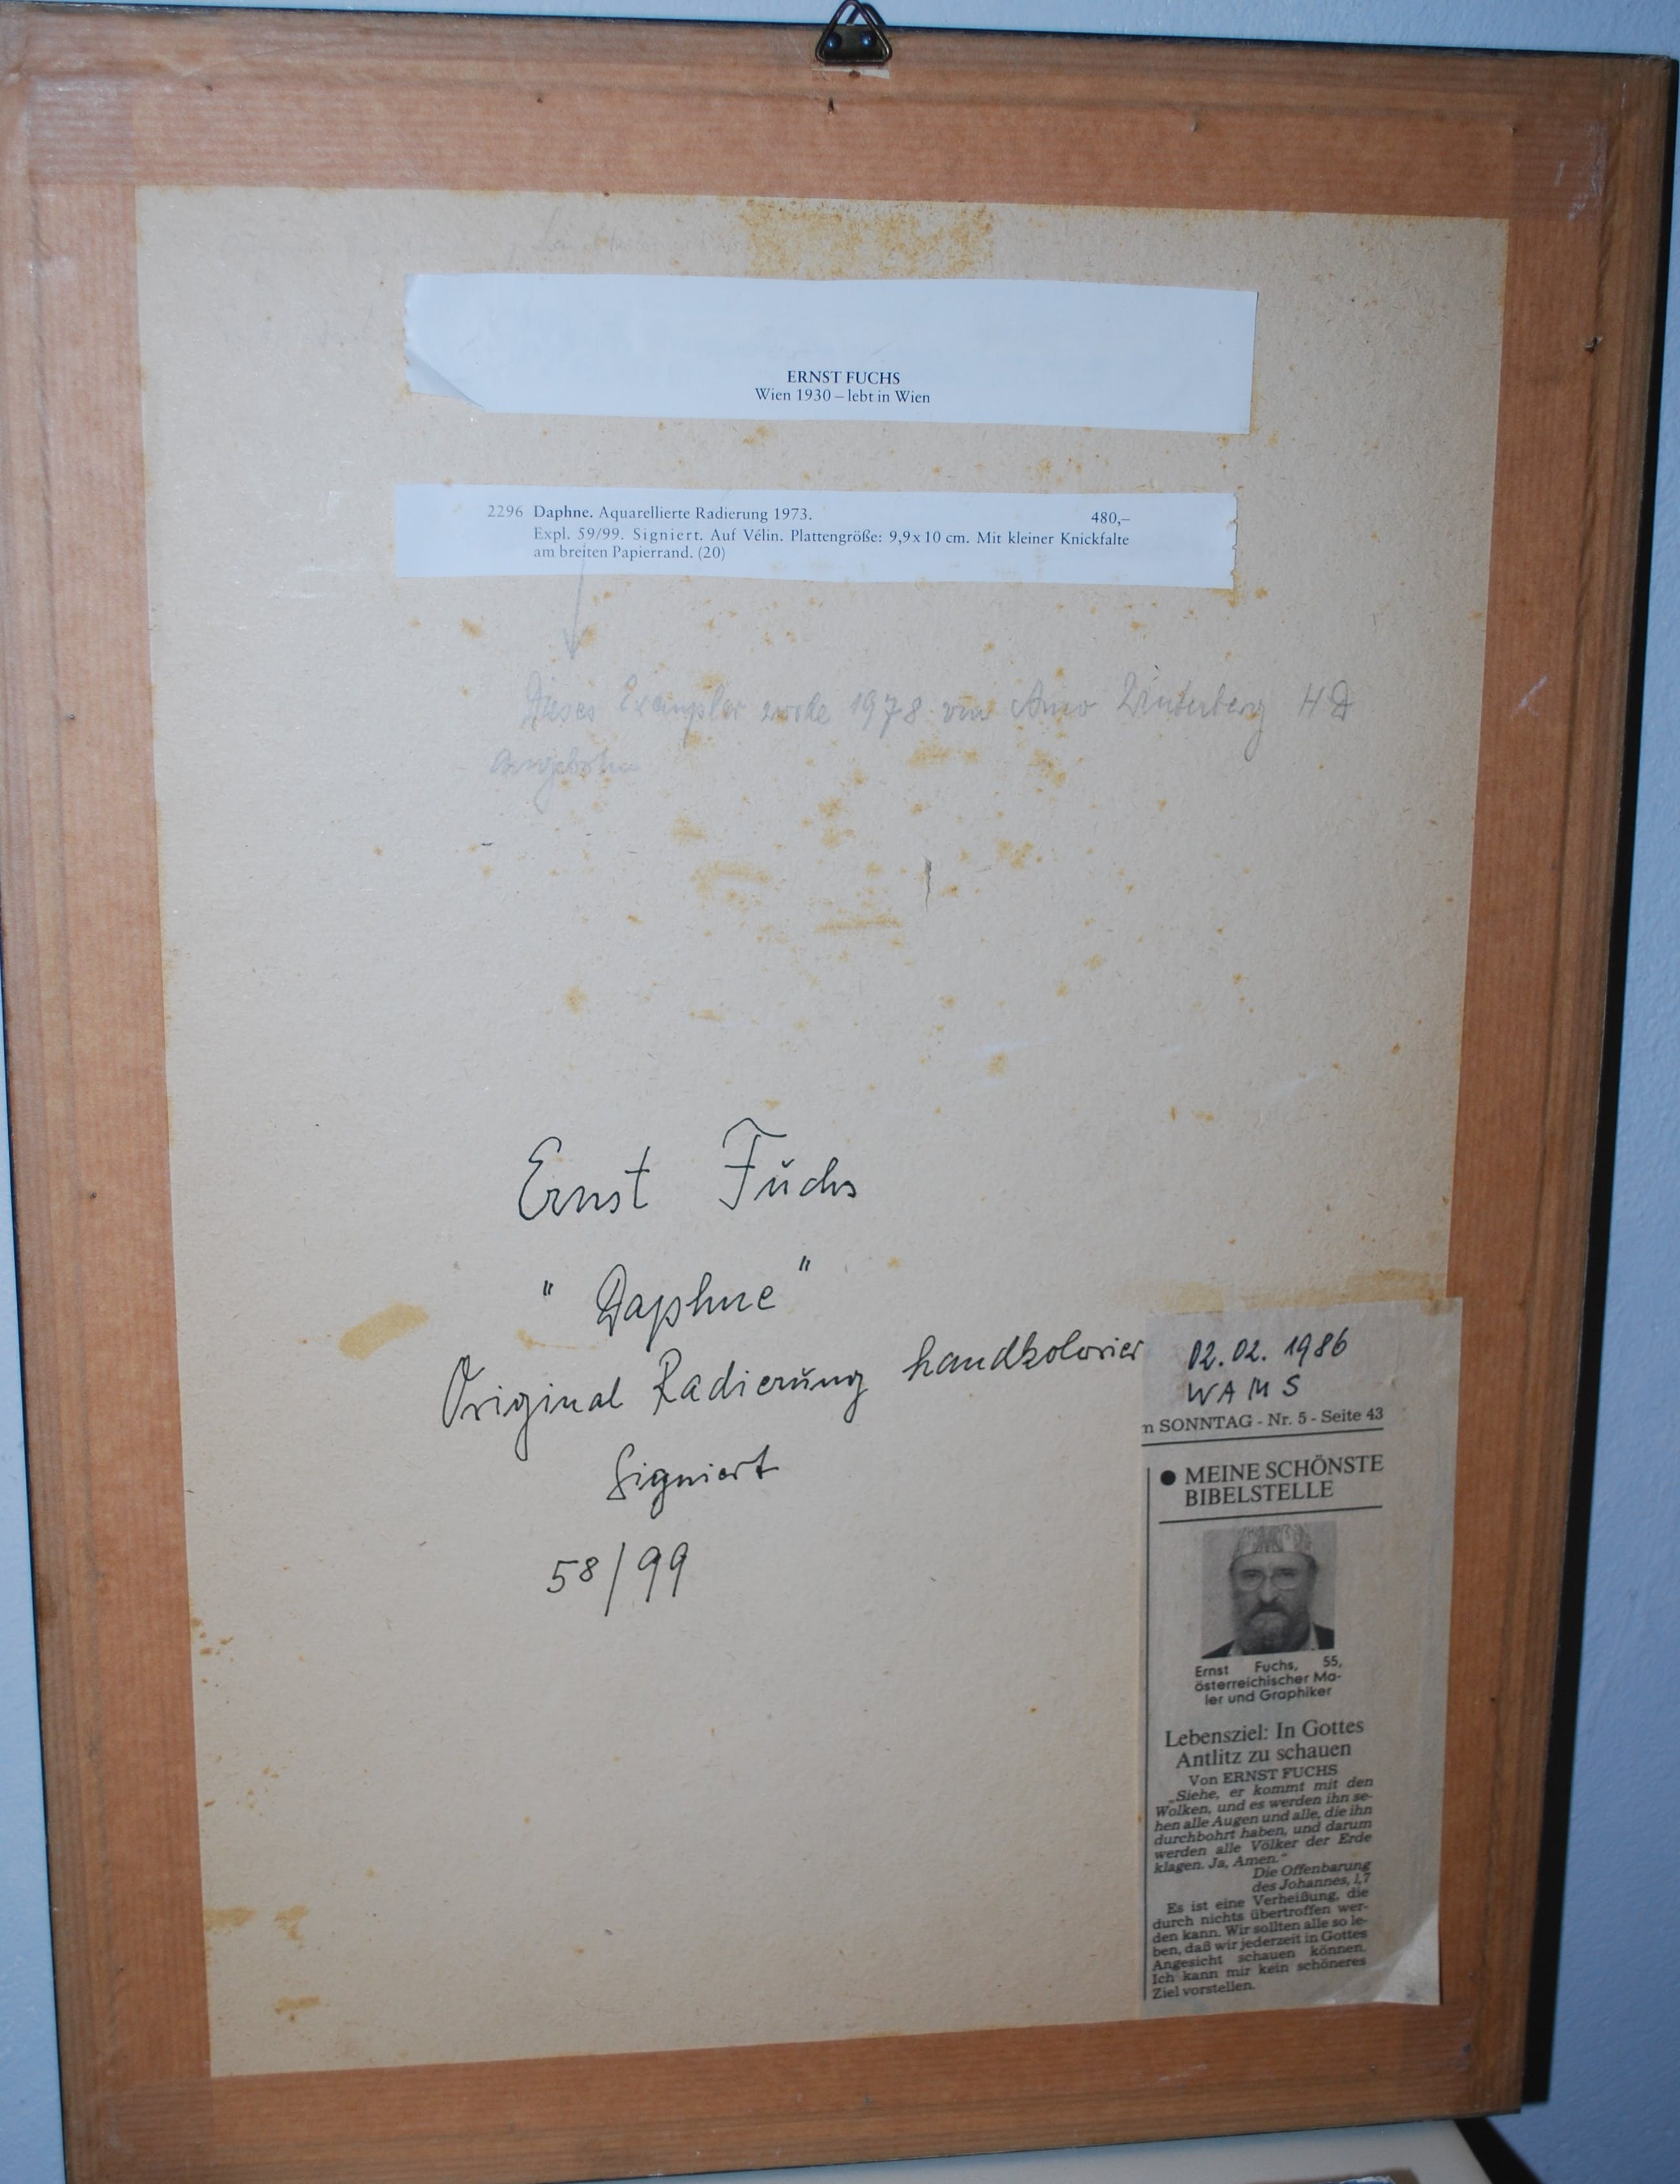 ERNST FUCHS
Wien 1930 – lebt in Wien
2296 Daphne. Aquarellierte Radierung 1973. 480,–
Expl. 59/99. Signiert. Auf Vélin. Plattengröße: 9,9 x 10 cm. Mit kleiner Knickfalte
am breiten Papierrand. (20)
Dieses Exemplar wurde 1978 von Arno Winterberg HD
angeboten
Ernst Fuchs
"Daphne"
Original Radierung handkolorier
Signiert
58/99
02.02.1986
WAMS
m SONNTAG - Nr. 5 - Seite 43
● MEINE SCHÖNSTE
BIBELSTELLE
Ernst Fuchs, 55,
österreichischer Ma-
ler und Graphiker
Lebensziel: In Gottes
Antlitz zu schauen
Von ERNST FUCHS
„Siehe, er kommt mit den
Wolken, und es werden ihn se-
hen alle Augen und alle, die ihn
durchbohrt haben, und darum
werden alle Völker der Erde
klagen. Ja, Amen."
Die Offenbarung
des Johannes, 1,7
Es ist eine Verheißung, die
durch nichts übertroffen wer-
den kann. Wir sollten alle so le-
ben, daß wir jederzeit in Gottes
Angesicht schauen können.
Ich kann mir kein schöneres
Ziel vorstellen.